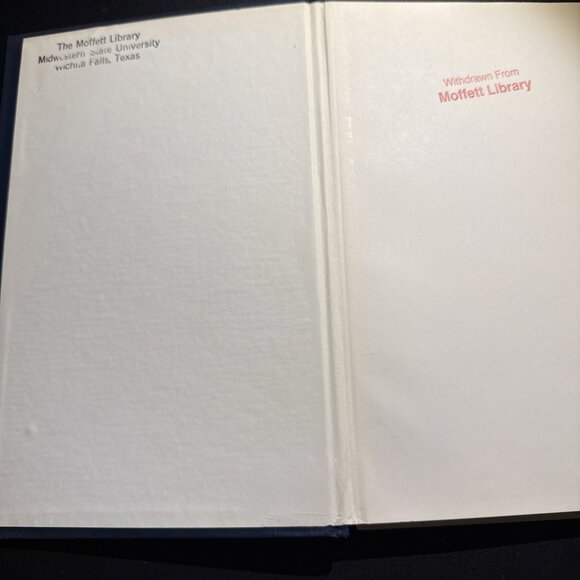 The Moffett Library
Midwestern State University
Wichita Falls, Texas
Withdrawn From
Moffett Library